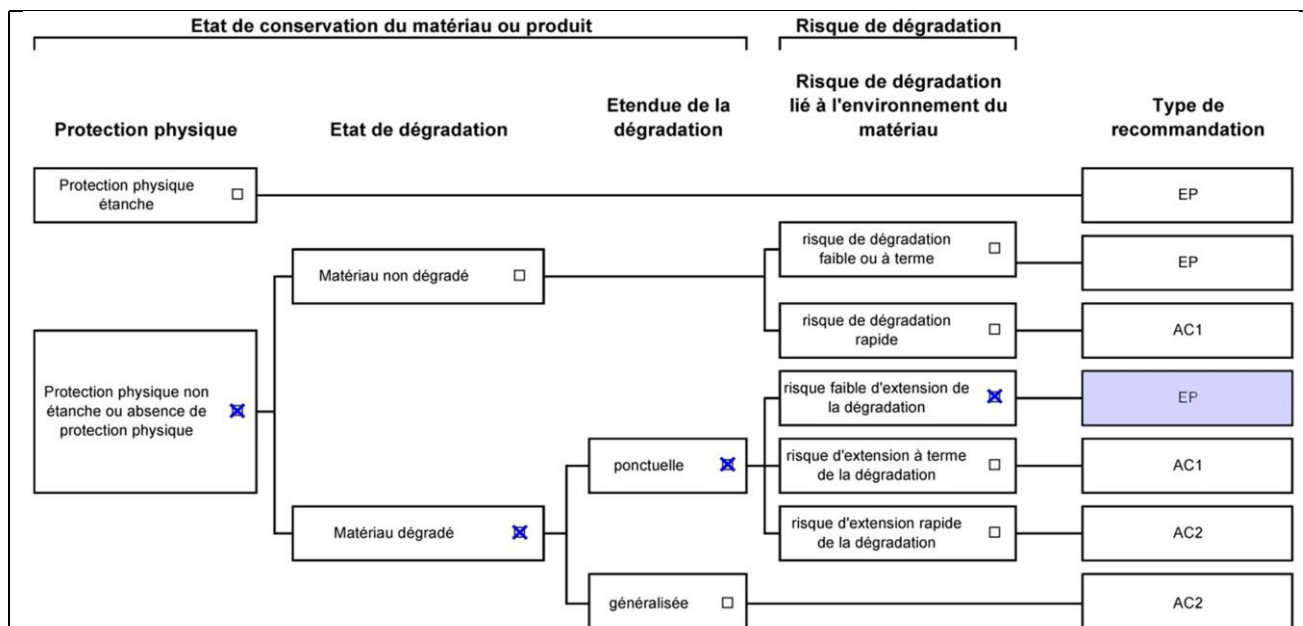 Etat de conservation du matériau ou produit
Risque de dégradation
Protection physique
Etat de dégradation
Etendue de la
dégradation
Risque de dégradation
lié à l'environnement du
matériau
Type de
recommandation
Protection physique
étanche
EP
Matériau non dégradé
risque de dégradation
faible ou à terme
EP
risque de dégradation
rapide
AC1
Protection physique non
étanche ou absence de
protection physique
risque faible d'extension de
la dégradation
EP
ponctuelle
risque d'extension à terme
de la dégradation
AC1
Matériau dégradé
risque d'extension rapide
de la dégradation
AC2
généralisée
AC2